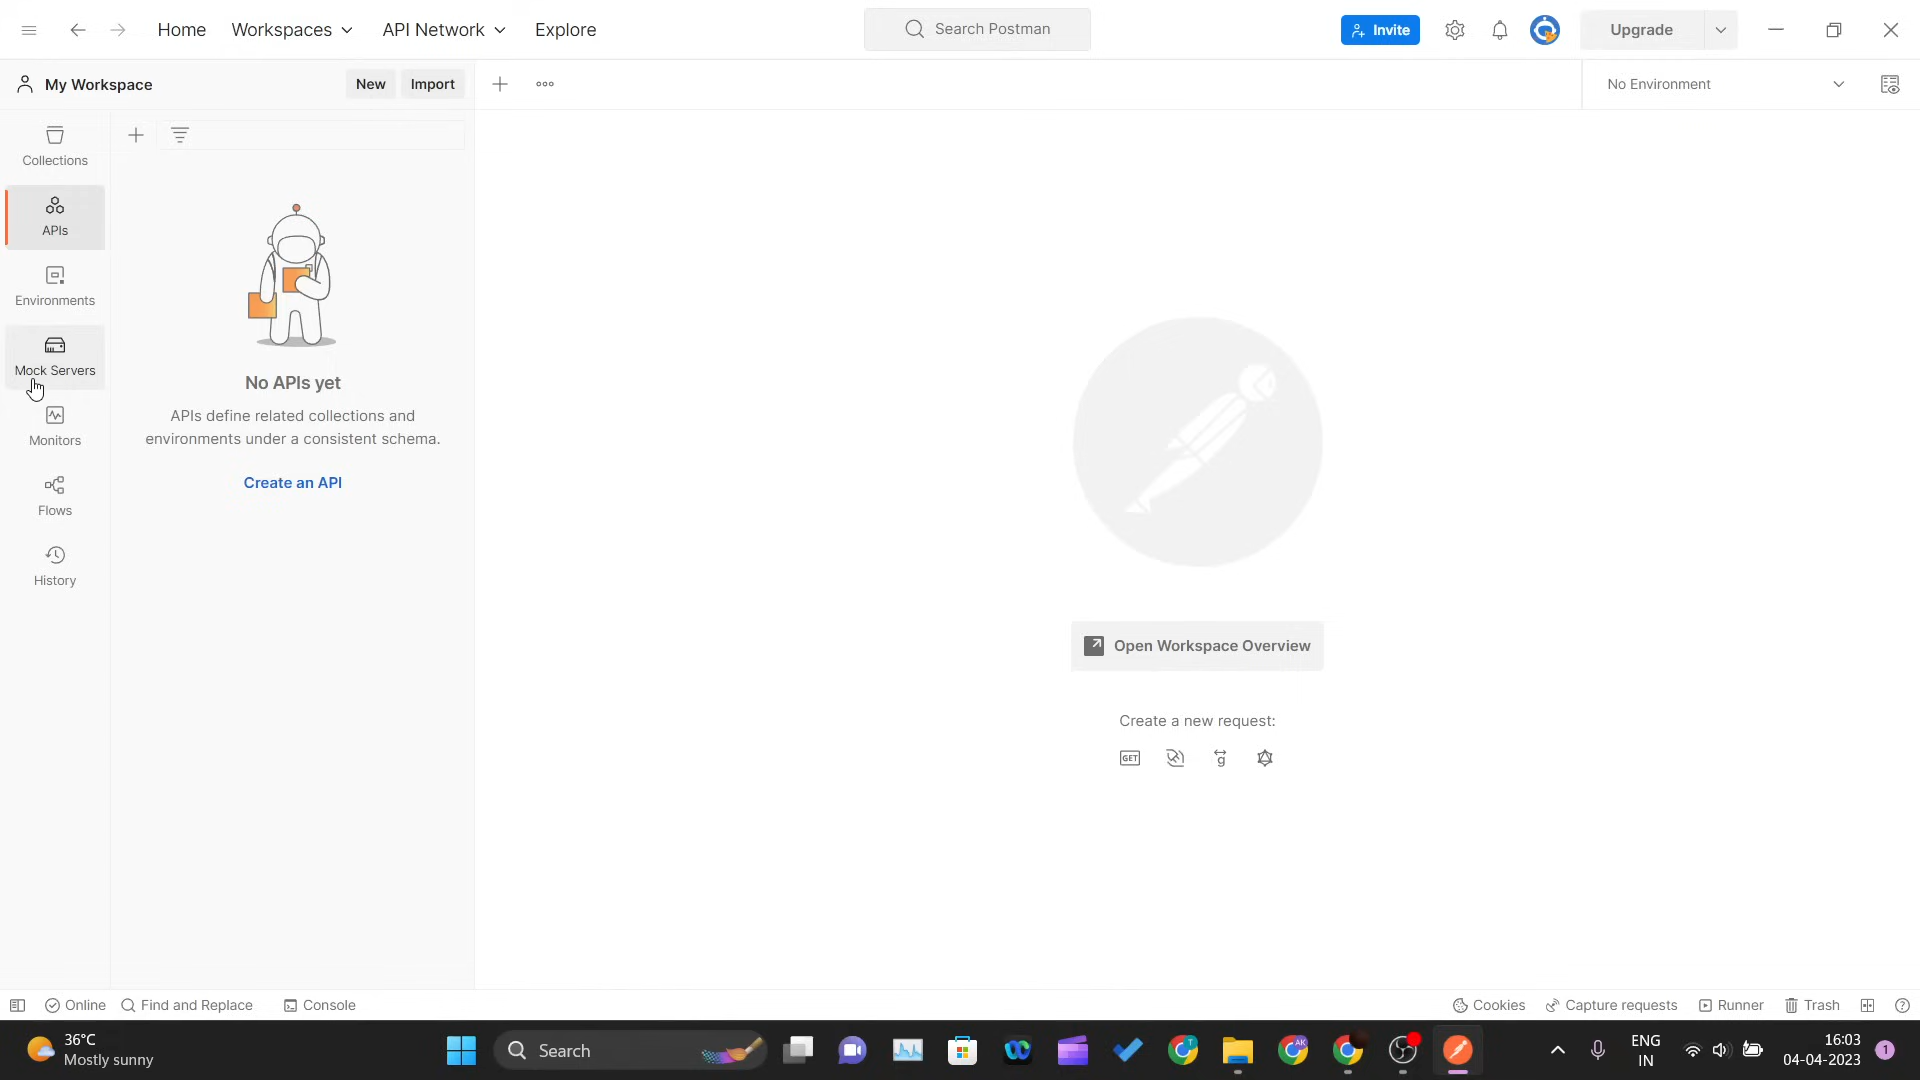 Home Workspaces API Network Explore Search Postman Invite Upgrade
My Workspace New Import No Environment
Collections
APIs
Environments
Mock Servers
Monitors
Flows
History
No APIs yet
APIs define related collections and
environments under a consistent schema.
Create an API
Open Workspace Overview
Create a new request:
GET
Online Find and Replace Console Cookies Capture requests Runner Trash
36°C
Mostly sunny
Search
AK
ENG
IN
16:03
04-04-2023
1